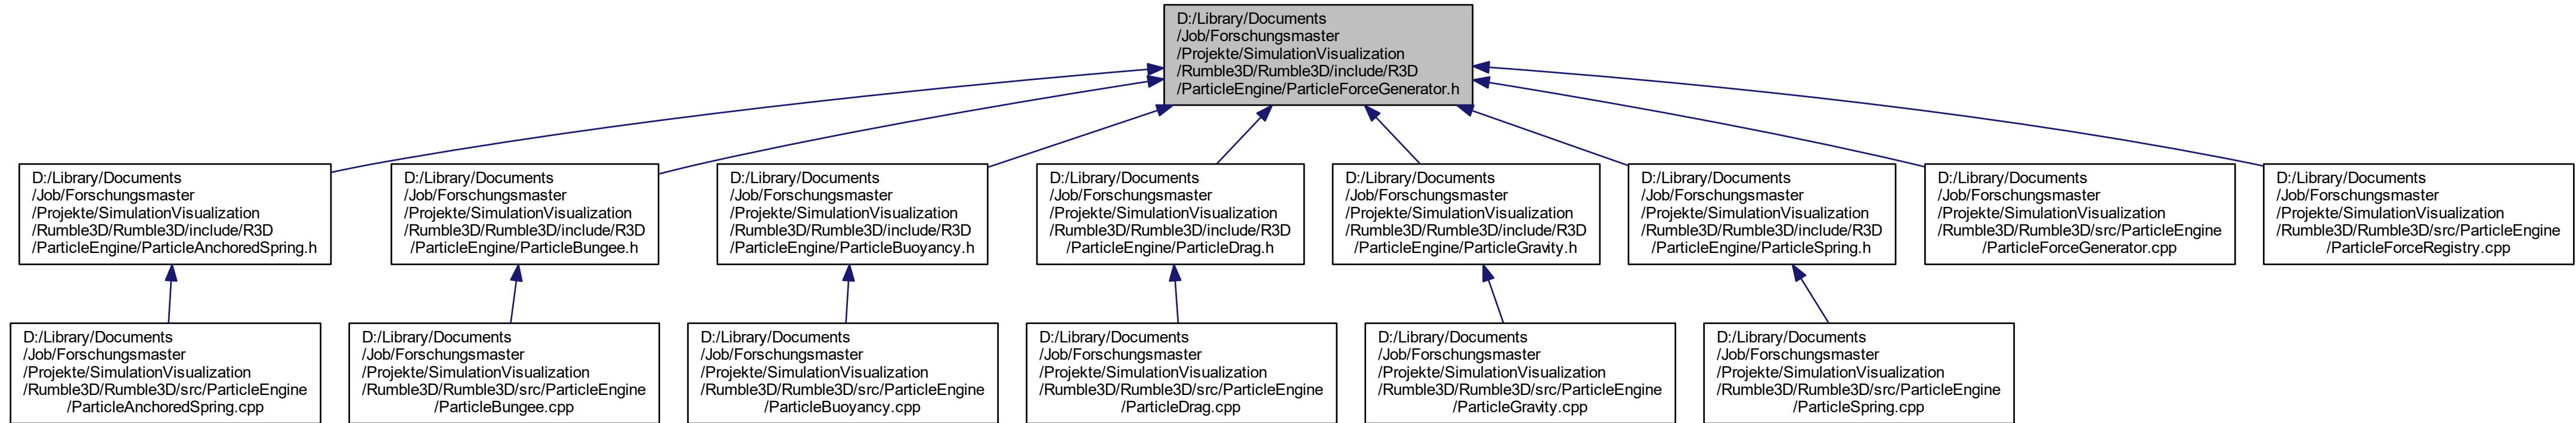 D:/Library/Documents
/Job/Forschungsmaster
/Projekte/SimulationVisualization
/Rumble3D/Rumble3D/include/R3D
/ParticleEngine/ParticleForceGenerator.h
D:/Library/Documents
/Job/Forschungsmaster
/Projekte/SimulationVisualization
/Rumble3D/Rumble3D/include/R3D
/ParticleEngine/ParticleAnchoredSpring.h
D:/Library/Documents
/Job/Forschungsmaster
/Projekte/SimulationVisualization
/Rumble3D/Rumble3D/include/R3D
/ParticleEngine/ParticleBungee.h
D:/Library/Documents
/Job/Forschungsmaster
/Projekte/SimulationVisualization
/Rumble3D/Rumble3D/include/R3D
/ParticleEngine/ParticleBuoyancy.h
D:/Library/Documents
/Job/Forschungsmaster
/Projekte/SimulationVisualization
/Rumble3D/Rumble3D/include/R3D
/ParticleEngine/ParticleDrag.h
D:/Library/Documents
/Job/Forschungsmaster
/Projekte/SimulationVisualization
/Rumble3D/Rumble3D/include/R3D
/ParticleEngine/ParticleGravity.h
D:/Library/Documents
/Job/Forschungsmaster
/Projekte/SimulationVisualization
/Rumble3D/Rumble3D/include/R3D
/ParticleEngine/ParticleSpring.h
D:/Library/Documents
/Job/Forschungsmaster
/Projekte/SimulationVisualization
/Rumble3D/Rumble3D/src/ParticleEngine
/ParticleForceGenerator.cpp
D:/Library/Documents
/Job/Forschungsmaster
/Projekte/SimulationVisualization
/Rumble3D/Rumble3D/src/ParticleEngine
/ParticleForceRegistry.cpp
D:/Library/Documents
/Job/Forschungsmaster
/Projekte/SimulationVisualization
/Rumble3D/Rumble3D/src/ParticleEngine
/ParticleAnchoredSpring.cpp
D:/Library/Documents
/Job/Forschungsmaster
/Projekte/SimulationVisualization
/Rumble3D/Rumble3D/src/ParticleEngine
/ParticleBungee.cpp
D:/Library/Documents
/Job/Forschungsmaster
/Projekte/SimulationVisualization
/Rumble3D/Rumble3D/src/ParticleEngine
/ParticleBuoyancy.cpp
D:/Library/Documents
/Job/Forschungsmaster
/Projekte/SimulationVisualization
/Rumble3D/Rumble3D/src/ParticleEngine
/ParticleDrag.cpp
D:/Library/Documents
/Job/Forschungsmaster
/Projekte/SimulationVisualization
/Rumble3D/Rumble3D/src/ParticleEngine
/ParticleGravity.cpp
D:/Library/Documents
/Job/Forschungsmaster
/Projekte/SimulationVisualization
/Rumble3D/Rumble3D/src/ParticleEngine
/ParticleSpring.cpp